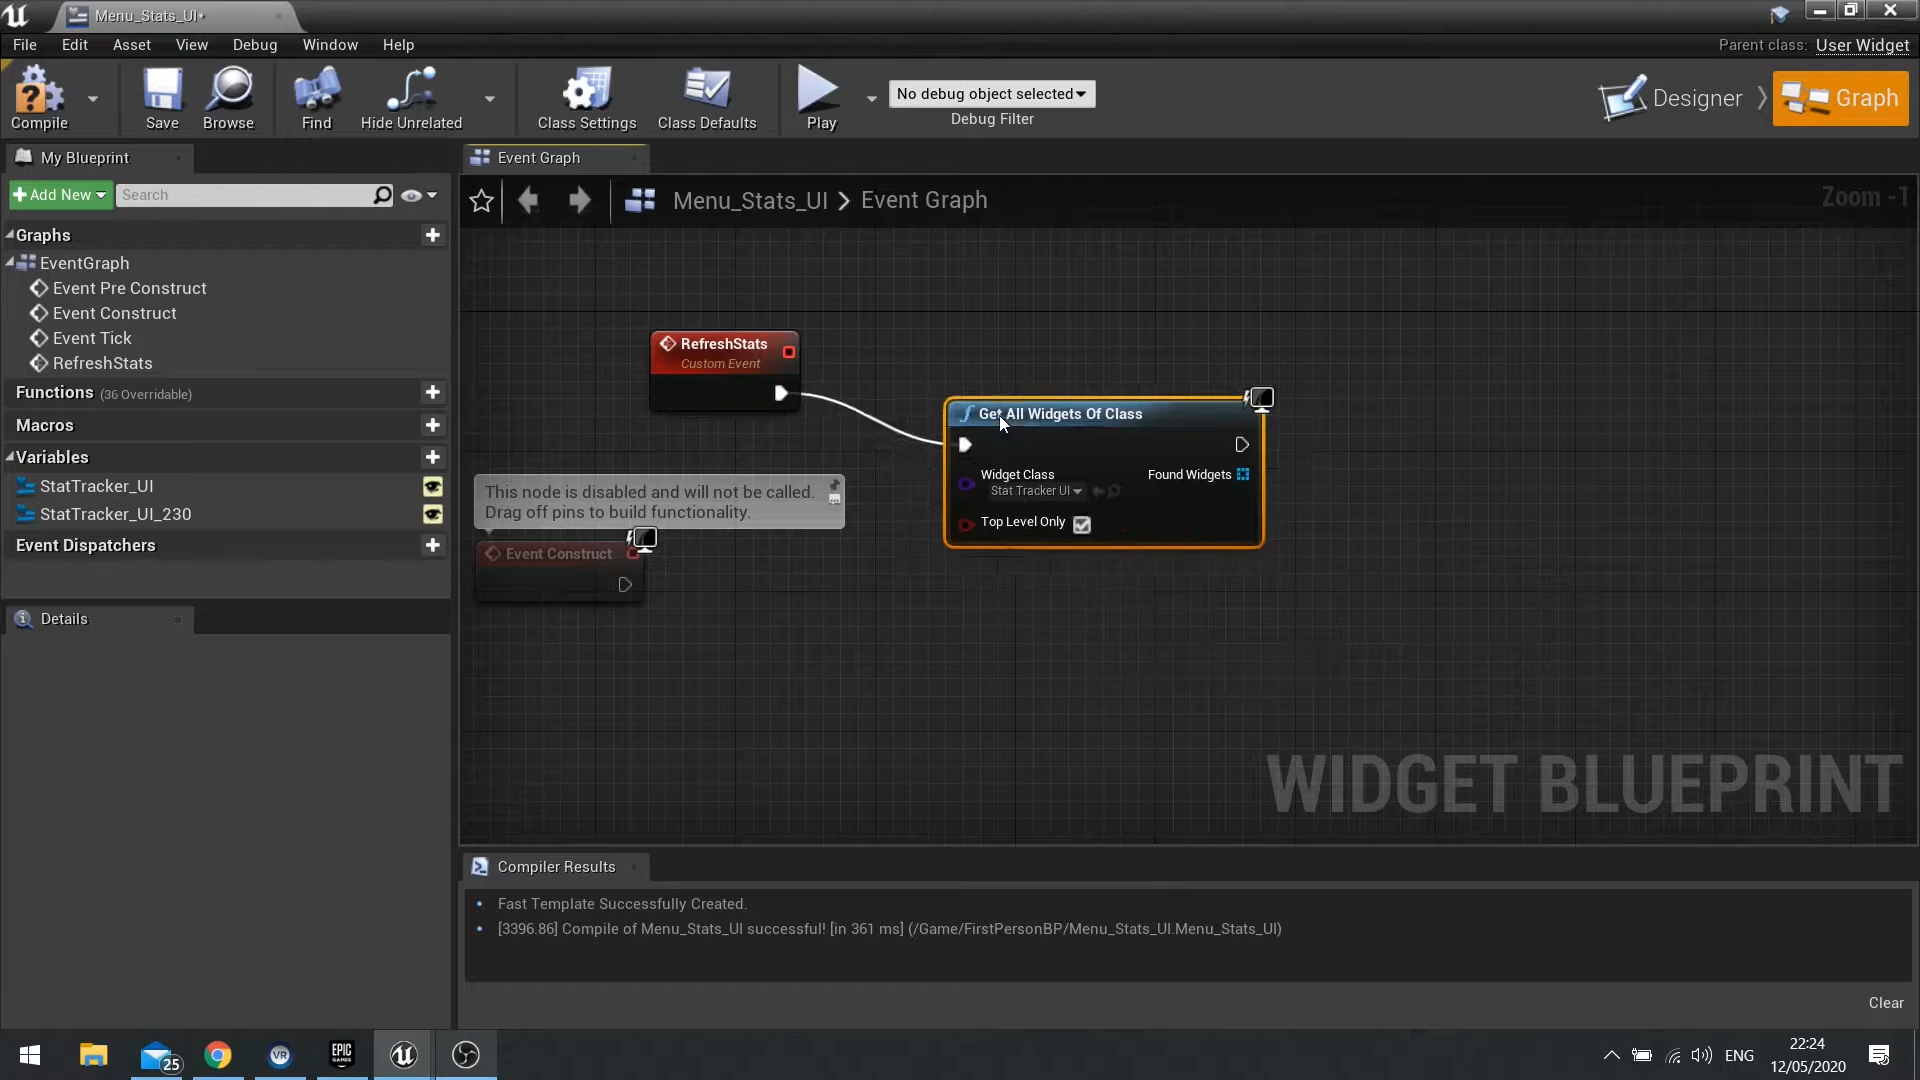 Menu_Stats_UI*
File Edit Asset View Debug Window Help
Parent class: User Widget
Compile
Save
Browse
Find
Hide Unrelated
Class Settings
Class Defaults
Play
No debug object selected
Debug Filter
Designer
Graph
My Blueprint
Add New
Search
Graphs
EventGraph
Event Pre Construct
Event Construct
Event Tick
RefreshStats
Functions (36 Overridable)
Macros
Variables
StatTracker_UI
StatTracker_UI_230
Event Dispatchers
Details
Event Graph
Menu_Stats_UI > Event Graph
Zoom -1
RefreshStats
Custom Event
Get All Widgets Of Class
Widget Class
Stat Tracker UI
Found Widgets
Top Level Only
This node is disabled and will not be called.
Drag off pins to build functionality.
Event Construct
WIDGET BLUEPRINT
Compiler Results
Fast Template Successfully Created.
[3396.86] Compile of Menu_Stats_UI successful! [in 361 ms] (/Game/FirstPersonBP/Menu_Stats_UI.Menu_Stats_UI)
Clear
25
VR
EPIC
GAMES
ENG
22:24
12/05/2020